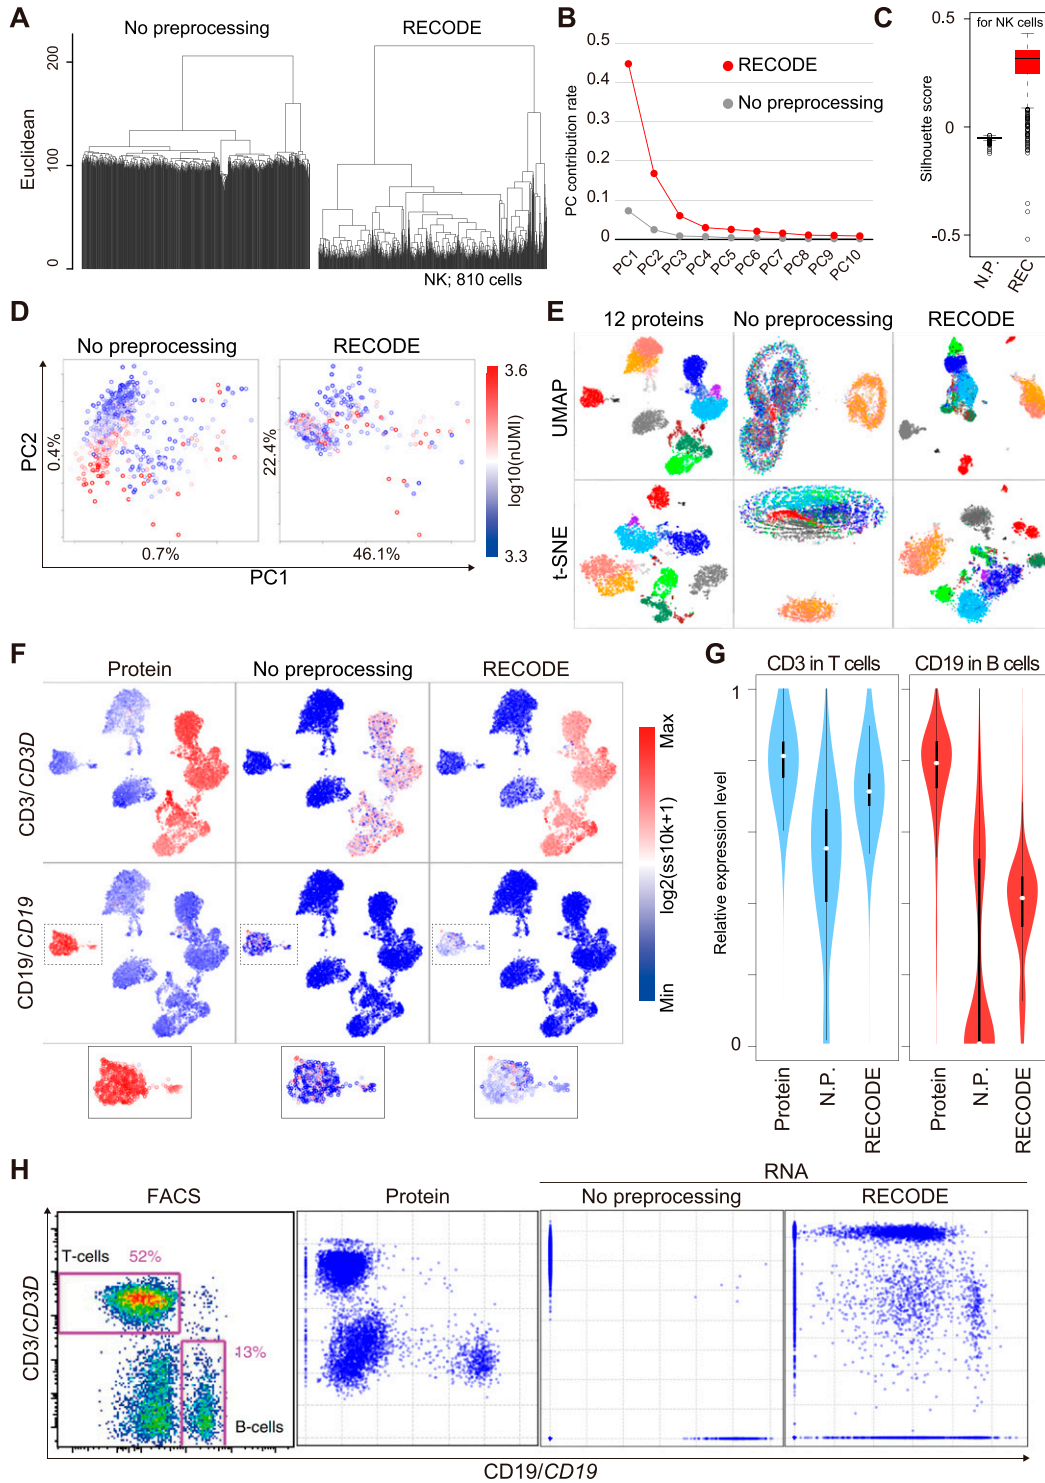 A
No preprocessing
RECODE
Euclidean
200
100
0
NK; 810 cells
B
PC contribution rate
0.5
0.4
0.3
0.2
0.1
0
RECODE
No preprocessing
PC1
PC2
PC3
PC4
PC5
PC6
PC7
PC8
PC9
PC10
C
for NK cells
Silhouette score
0.5
0
-0.5
N.P.
REC
D
No preprocessing
RECODE
PC2
0.4%
22.4%
0.7%
46.1%
PC1
3.6
log10(nUMI)
3.3
E
12 proteins
No preprocessing
RECODE
UMAP
t-SNE
F
Protein
No preprocessing
RECODE
CD3/CD3D
CD19/CD19
Max
log2(ss10k+1)
Min
G
CD3 in T cells
CD19 in B cells
Relative expression level
1
0
Protein
N.P.
RECODE
Protein
N.P.
RECODE
H
RNA
FACS
Protein
No preprocessing
RECODE
CD3/CD3D
T-cells 52%
13%
B-cells
CD19/CD19